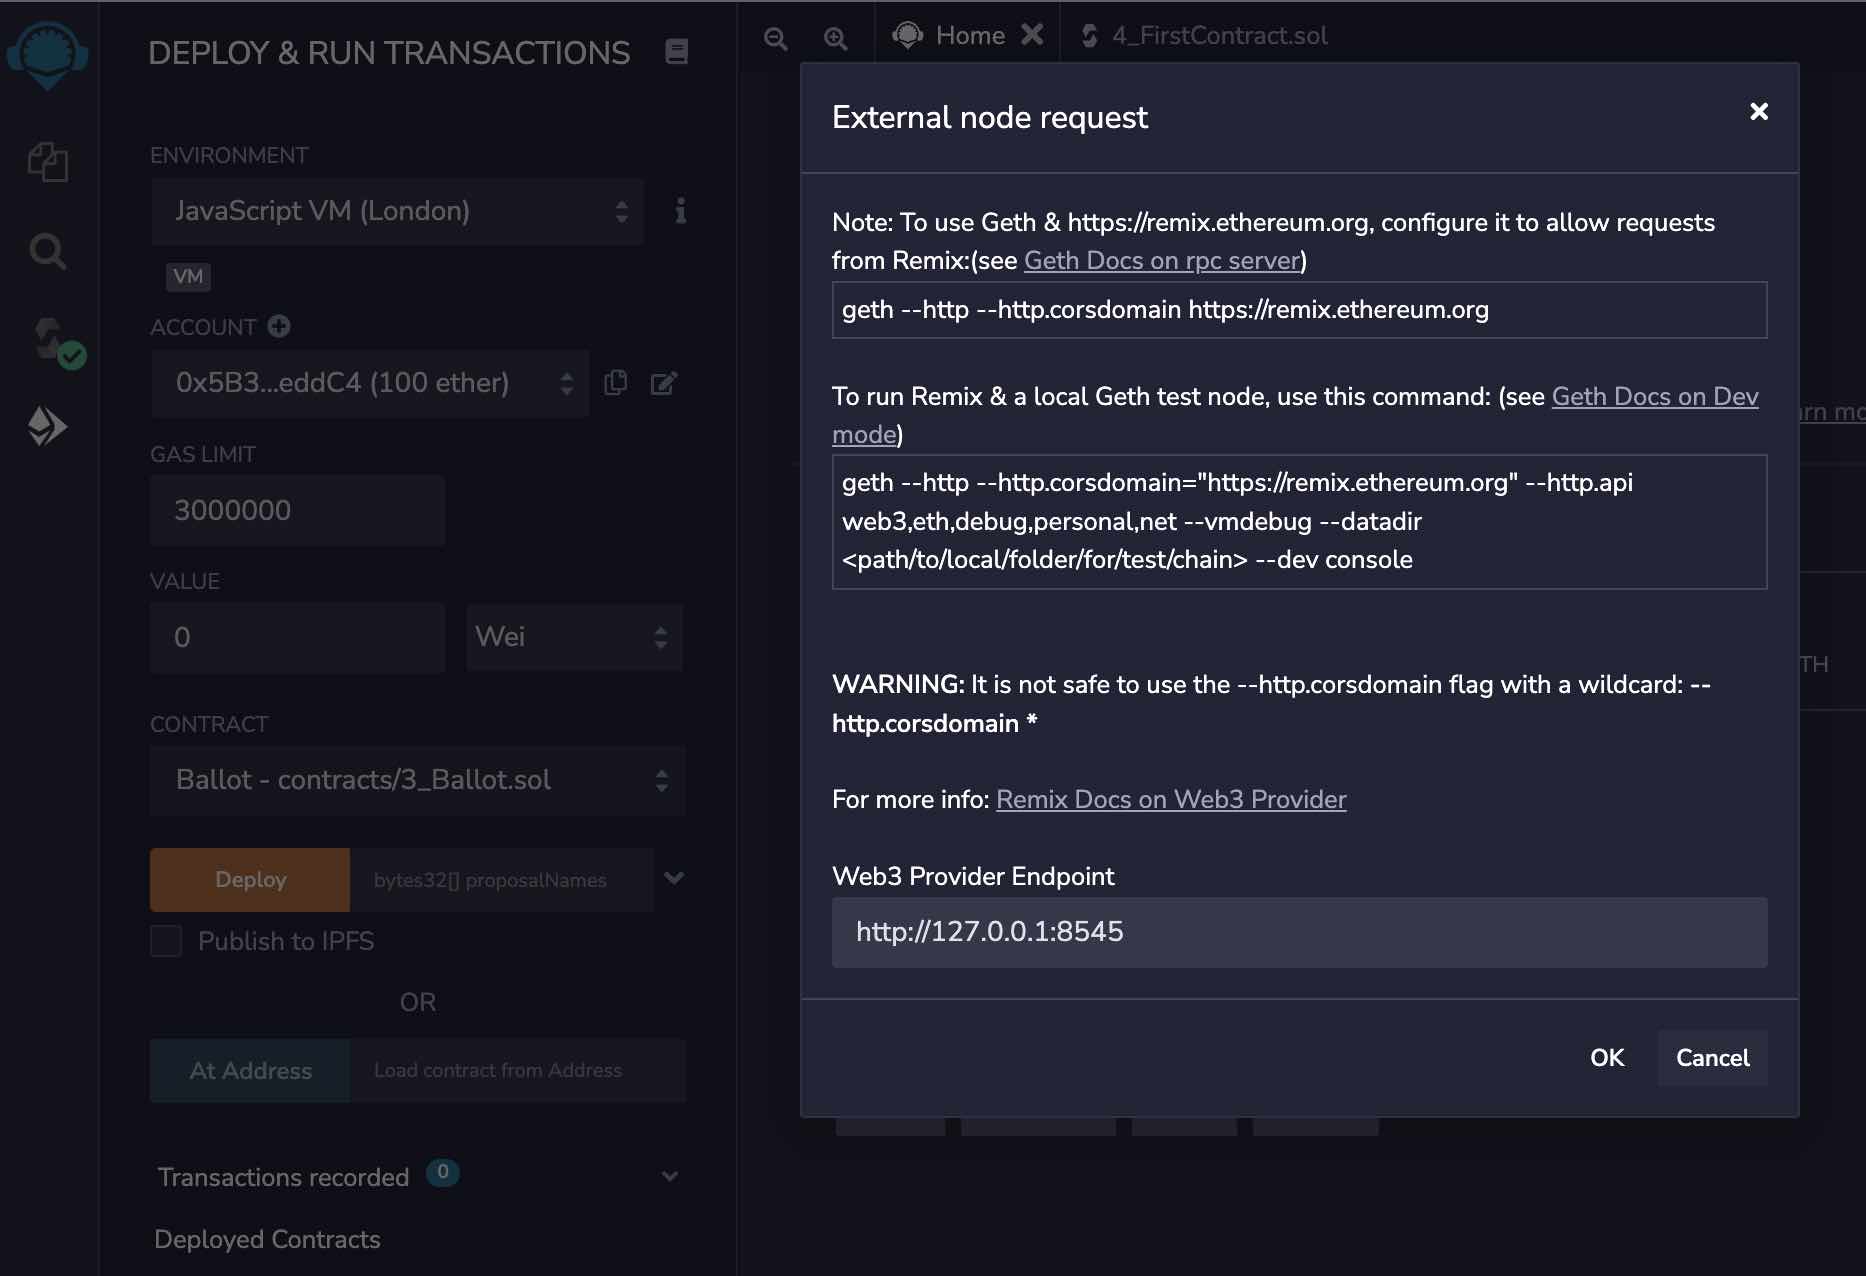 DEPLOY & RUN TRANSACTIONS
ENVIRONMENT
JavaScript VM (London)
VM
ACCOUNT
0x5B3...eddC4 (100 ether)
GAS LIMIT
3000000
VALUE
0
Wei
CONTRACT
Ballot - contracts/3_Ballot.sol
Deploy
bytes32[] proposalNames
Publish to IPFS
OR
At Address
Load contract from Address
Transactions recorded 0
Deployed Contracts
Home
4_FirstContract.sol
External node request
Note: To use Geth & https://remix.ethereum.org, configure it to allow requests
from Remix:(see Geth Docs on rpc server)
geth --http --http.corsdomain https://remix.ethereum.org
To run Remix & a local Geth test node, use this command: (see Geth Docs on Dev
mode)
geth --http --http.corsdomain="https://remix.ethereum.org" --http.api
web3,eth,debug,personal,net --vmdebug --datadir
<path/to/local/folder/for/test/chain> --dev console
WARNING: It is not safe to use the --http.corsdomain flag with a wildcard: --
http.corsdomain *
For more info: Remix Docs on Web3 Provider
Web3 Provider Endpoint
http://127.0.0.1:8545
OK
Cancel
TH